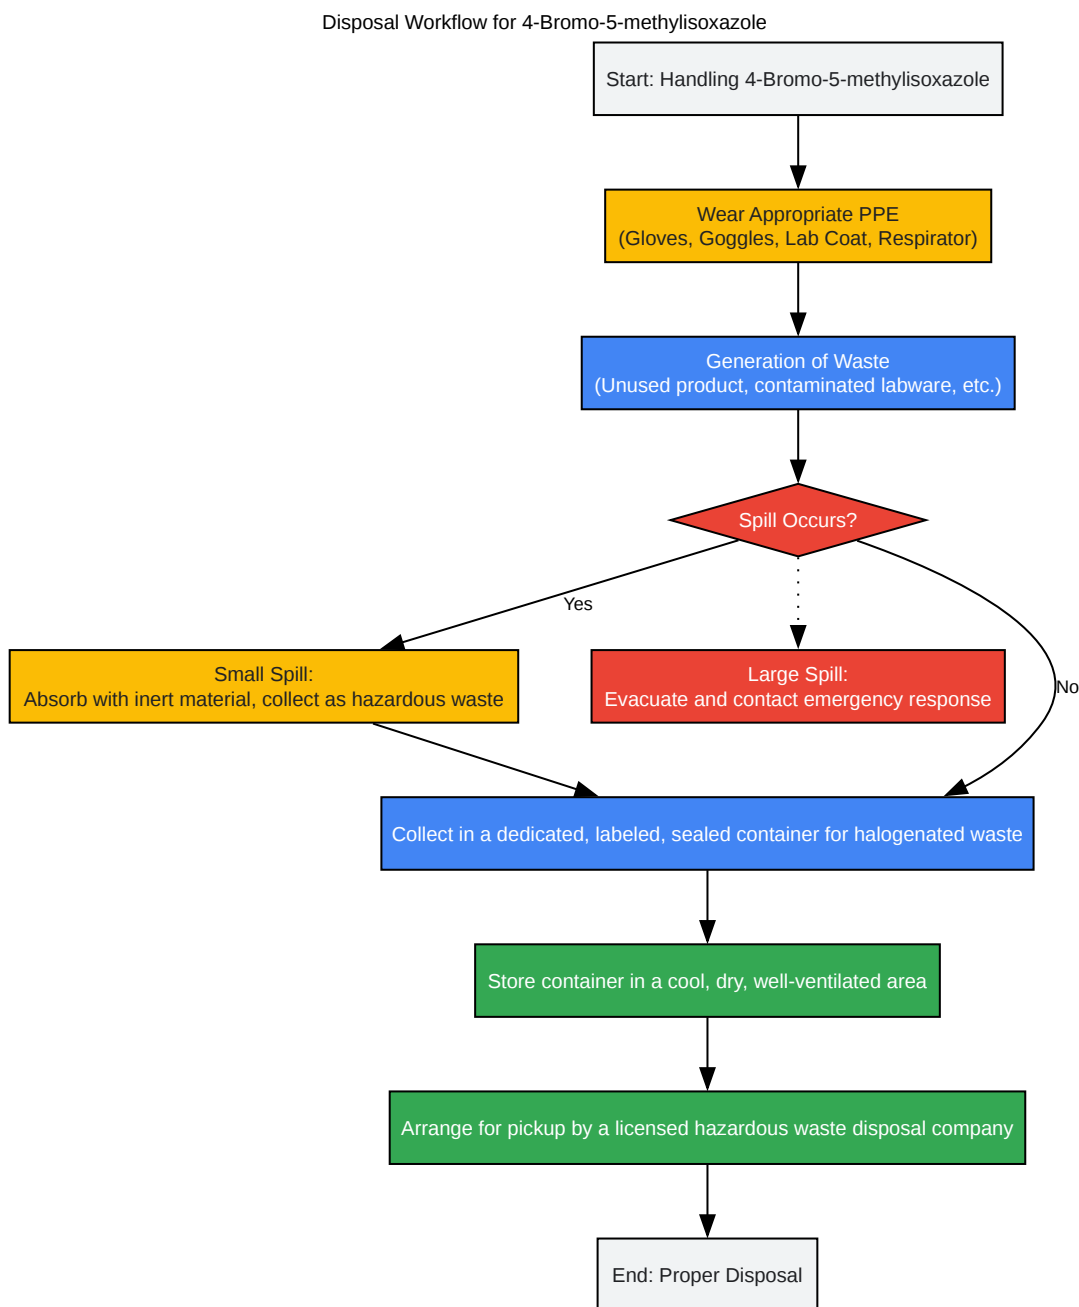 Disposal Workflow for 4-Bromo-5-methylisoxazole
Start: Handling 4-Bromo-5-methylisoxazole
Wear Appropriate PPE
(Gloves, Goggles, Lab Coat, Respirator)
Generation of Waste
(Unused product, contaminated labware, etc.)
Spill Occurs?
Yes
Small Spill:
Absorb with inert material, collect as hazardous waste
Large Spill:
Evacuate and contact emergency response
No
Collect in a dedicated, labeled, sealed container for halogenated waste
Store container in a cool, dry, well-ventilated area
Arrange for pickup by a licensed hazardous waste disposal company
End: Proper Disposal